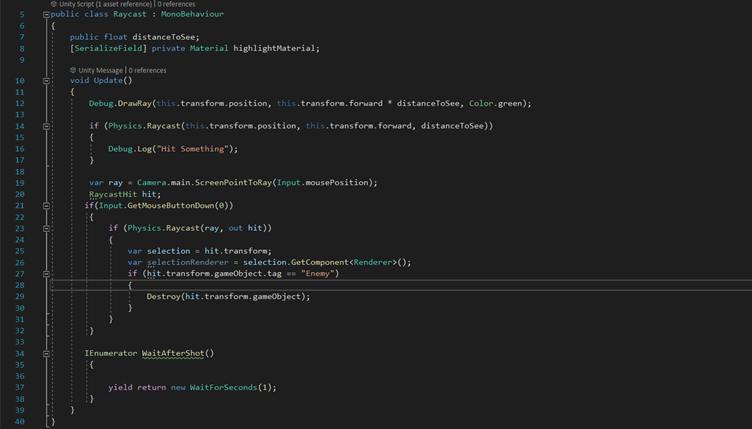 Unity Script (1 asset reference) | 0 references
5 public class Raycast : MonoBehaviour
6 {
7 public float distanceToSee;
8 [SerializeField] private Material highlightMaterial;
9
Unity Message | 0 references
10 void Update()
11 {
12 Debug.DrawRay(this.transform.position, this.transform.forward * distanceToSee, Color.green);
13
14 if (Physics.Raycast(this.transform.position, this.transform.forward, distanceToSee))
15 {
16 Debug.Log("Hit Something");
17 }
18
19 var ray = Camera.main.ScreenPointToRay(Input.mousePosition);
20 RaycastHit hit;
21 if(Input.GetMouseButtonDown(0))
22 {
23 if (Physics.Raycast(ray, out hit))
24 {
25 var selection = hit.transform;
26 var selectionRenderer = selection.GetComponent<Renderer>();
27 if (hit.transform.gameObject.tag == "Enemy")
28 {
29 Destroy(hit.transform.gameObject);
30 }
31 }
32 }
33
34 IEnumerator WaitAfterShot()
35 {
36
37 yield return new WaitForSeconds(1);
38 }
39 }
40 }